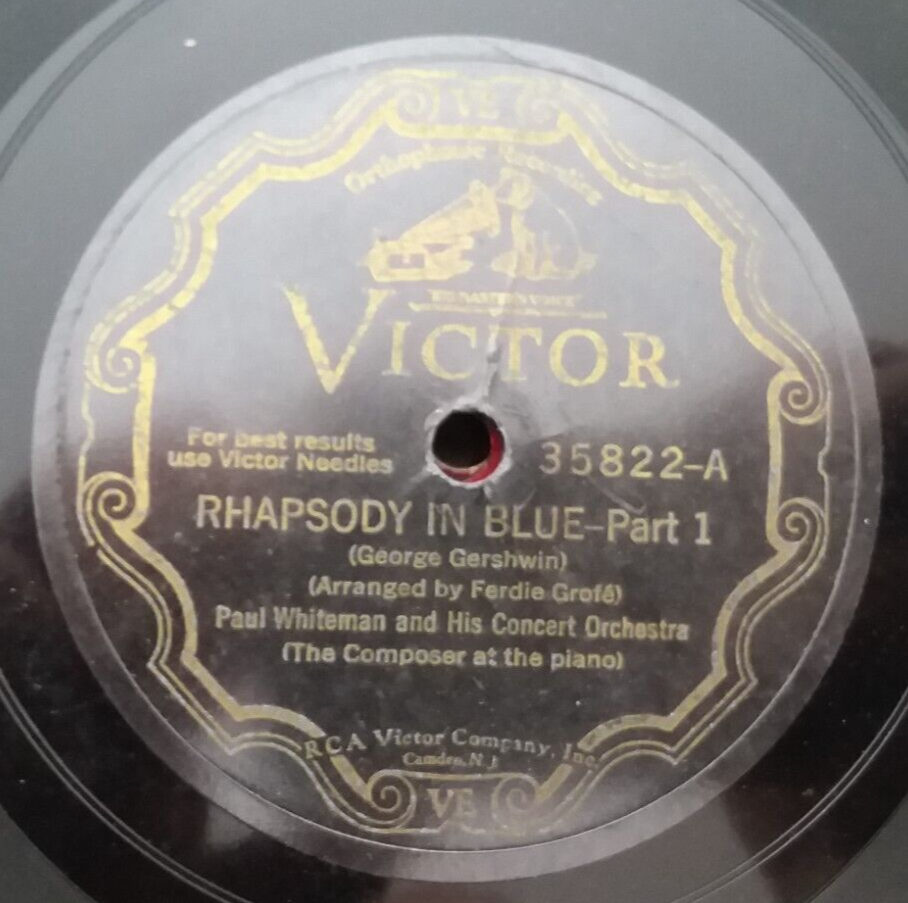 VE
Orthophonic Recording
"HIS MASTER'S VOICE"
VICTOR
For best results
use Victor Needles
35822-A
RHAPSODY IN BLUE-Part 1
(George Gershwin)
(Arranged by Ferdie Grofé)
Paul Whiteman and His Concert Orchestra
(The Composer at the piano)
RCA Victor Company, Inc.
Camden, N.J.
VE